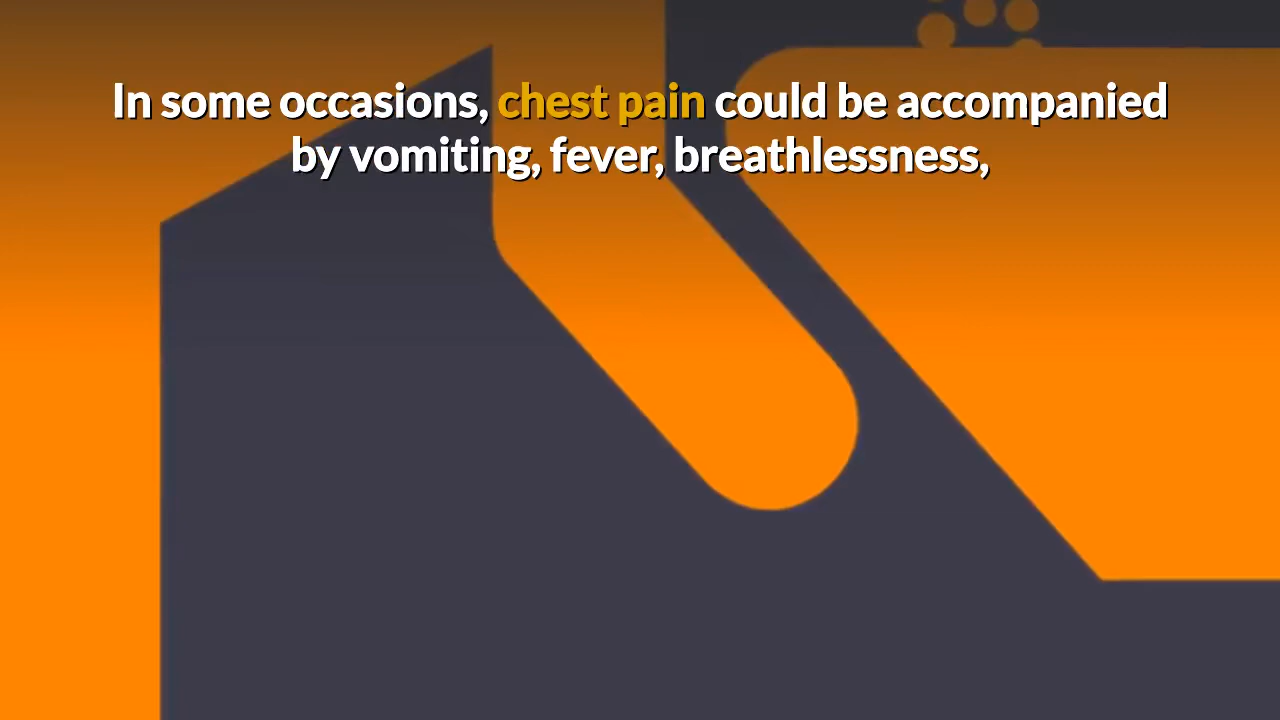 In some occasions, chest pain could be accompanied
by vomiting, fever, breathlessness,